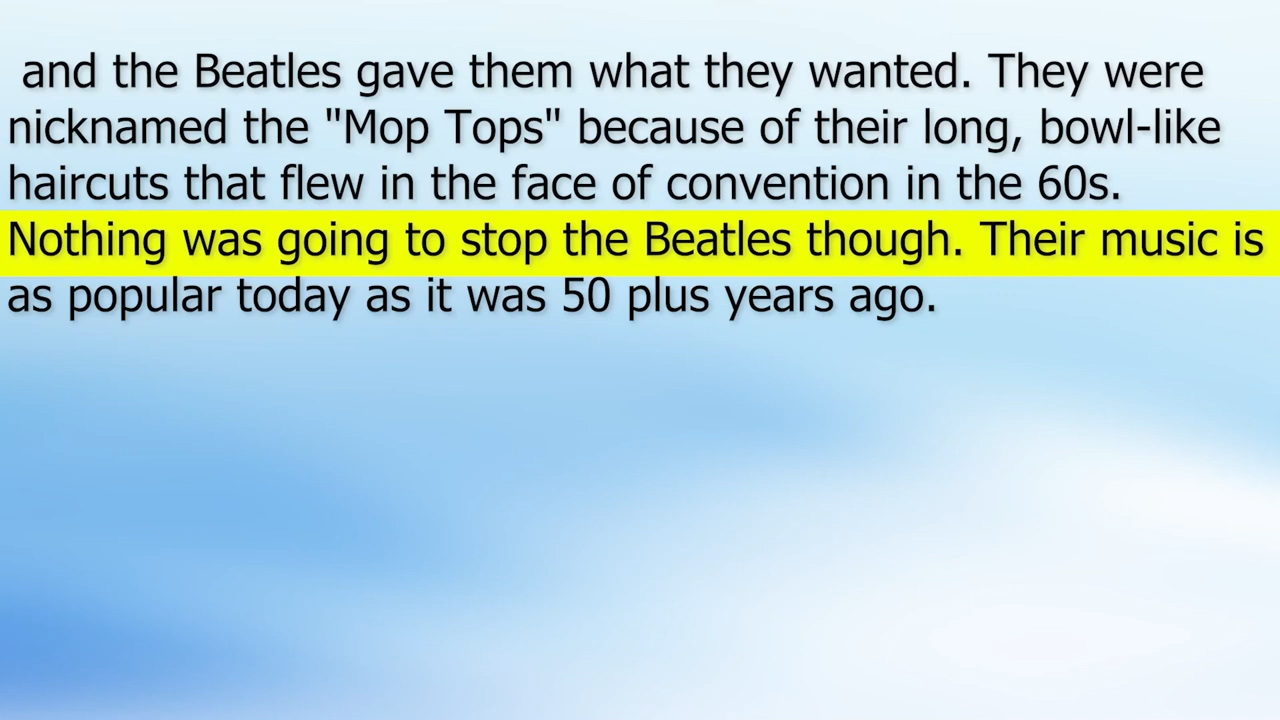 and the Beatles gave them what they wanted. They were
nicknamed the "Mop Tops" because of their long, bowl-like
haircuts that flew in the face of convention in the 60s.
Nothing was going to stop the Beatles though. Their music is
as popular today as it was 50 plus years ago.